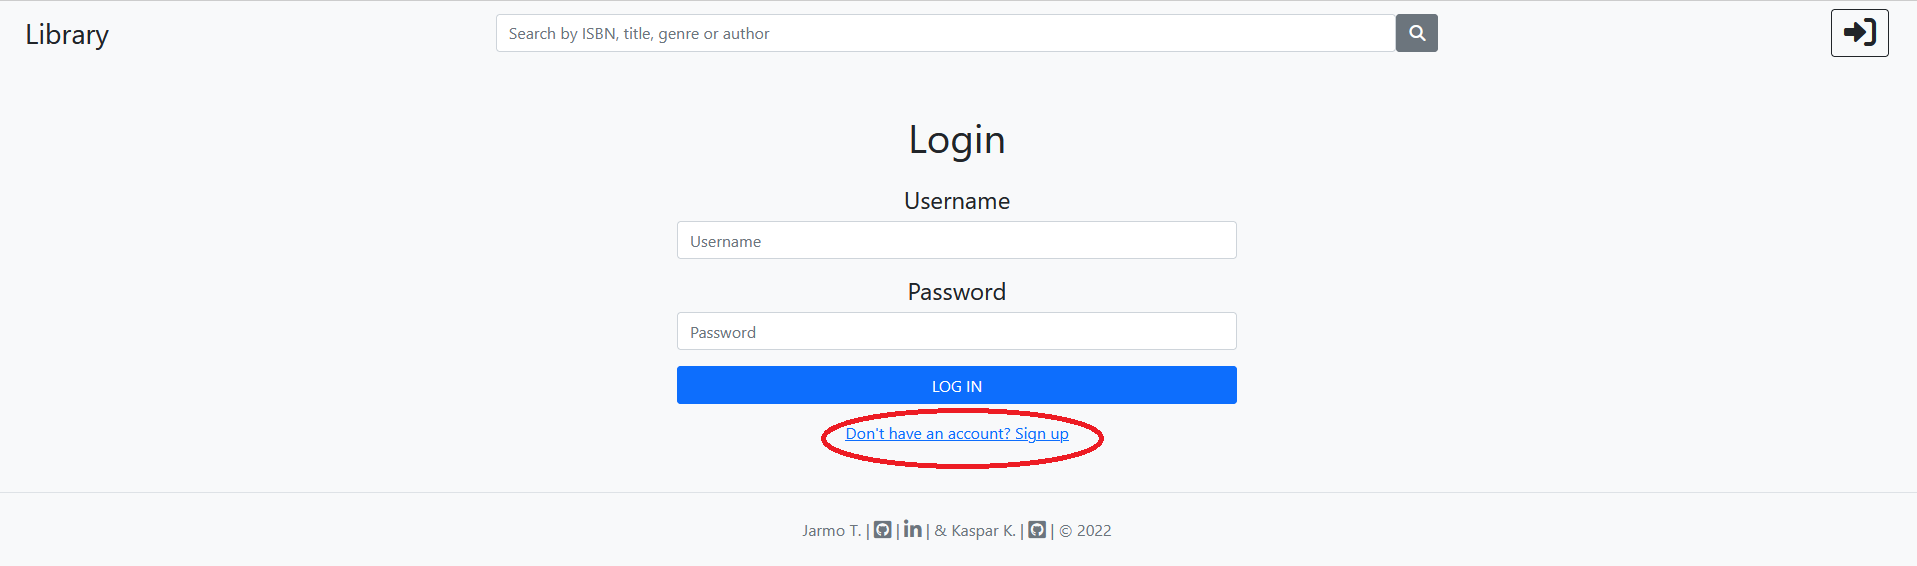 Library
Search by ISBN, title, genre or author
Login
Username
Username
Password
Password
LOG IN
Don't have an account? Sign up
Jarmo T. | | in | & Kaspar K. | | © 2022